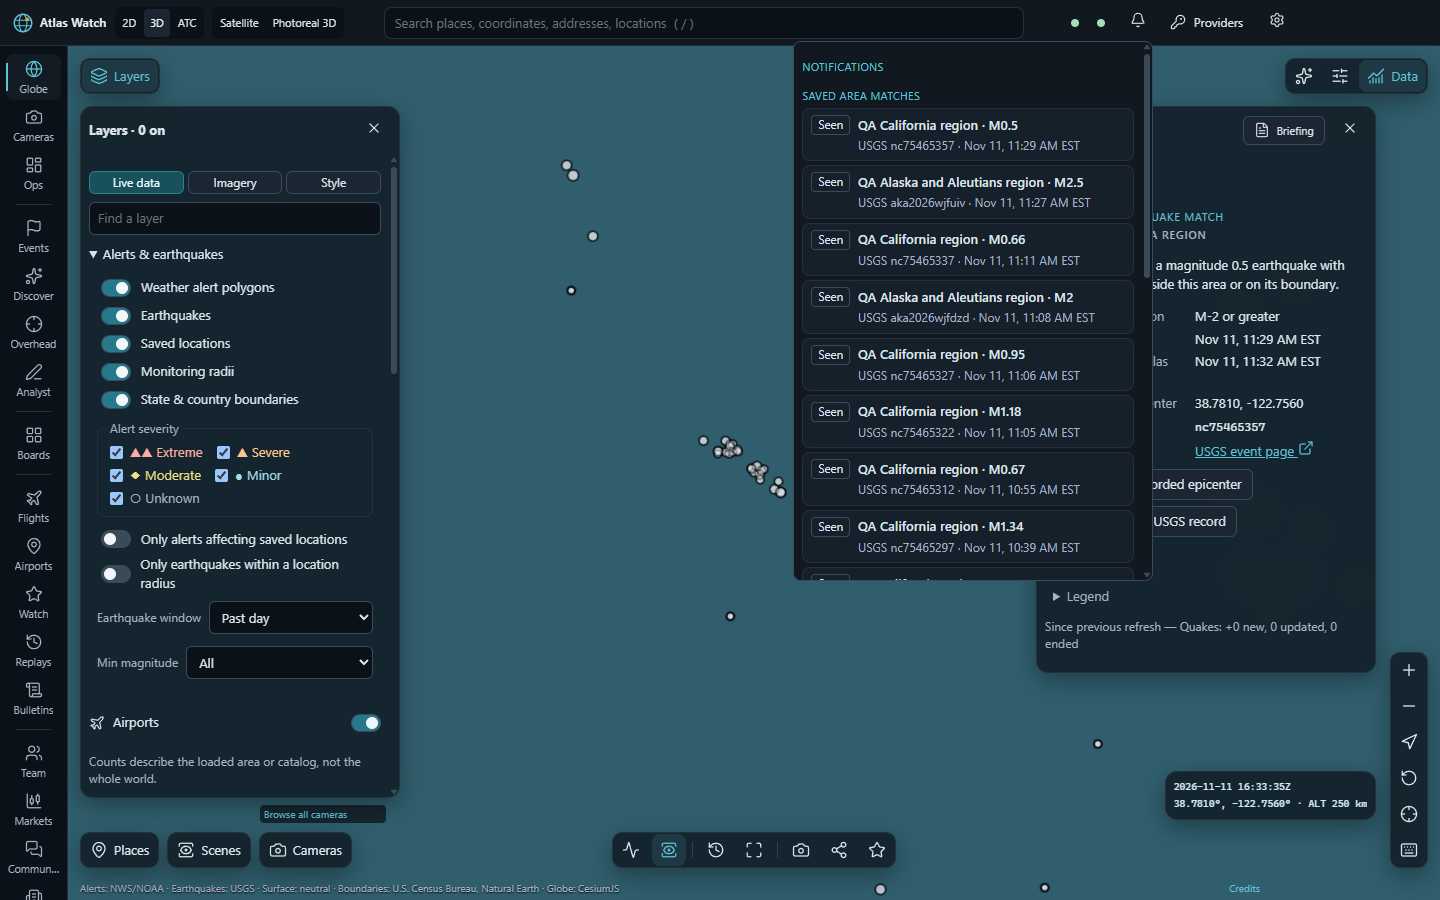 Atlas Watch
2D
3D
ATC
Satellite
Photoreal 3D
Search places, coordinates, addresses, locations ( / )
Providers
Globe
Cameras
Ops
Events
Discover
Overhead
Analyst
Boards
Flights
Airports
Watch
Replays
Bulletins
Team
Markets
Commun...
Layers
Layers · 0 on
Live data
Imagery
Style
Find a layer
Alerts & earthquakes
Weather alert polygons
Earthquakes
Saved locations
Monitoring radii
State & country boundaries
Alert severity
Extreme
Severe
Moderate
Minor
Unknown
Only alerts affecting saved locations
Only earthquakes within a location
radius
Earthquake window
Past day
Min magnitude
All
Airports
Counts describe the loaded area or catalog, not the
whole world.
Browse all cameras
Places
Scenes
Cameras
NOTIFICATIONS
SAVED AREA MATCHES
Seen
QA California region · M0.5
USGS nc75465357 · Nov 11, 11:29 AM EST
Seen
QA Alaska and Aleutians region · M2.5
USGS aka2026wjfuiv · Nov 11, 11:27 AM EST
Seen
QA California region · M0.66
USGS nc75465337 · Nov 11, 11:11 AM EST
Seen
QA Alaska and Aleutians region · M2
USGS aka2026wjfdzd · Nov 11, 11:08 AM EST
Seen
QA California region · M0.95
USGS nc75465327 · Nov 11, 11:06 AM EST
Seen
QA California region · M1.18
USGS nc75465322 · Nov 11, 11:05 AM EST
Seen
QA California region · M0.67
USGS nc75465312 · Nov 11, 10:55 AM EST
Seen
QA California region · M1.34
USGS nc75465297 · Nov 11, 10:39 AM EST
Data
Briefing
UAKE MATCH
A REGION
a magnitude 0.5 earthquake with
side this area or on its boundary.
on
M-2 or greater
Nov 11, 11:29 AM EST
las
Nov 11, 11:32 AM EST
enter
38.7810, -122.7560
nc75465357
USGS event page
orded epicenter
USGS record
Legend
Since previous refresh — Quakes: +0 new, 0 updated, 0
ended
2026-11-11 16:33:35Z
38.7810°, -122.7560° · ALT 250 km
Alerts: NWS/NOAA · Earthquakes: USGS · Surface: neutral · Boundaries: U.S. Census Bureau, Natural Earth · Globe: CesiumJS
Credits